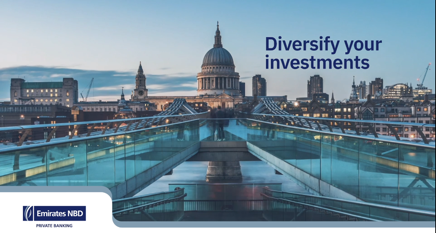 Diversify your
investments
Emirates NBD
PRIVATE BANKING